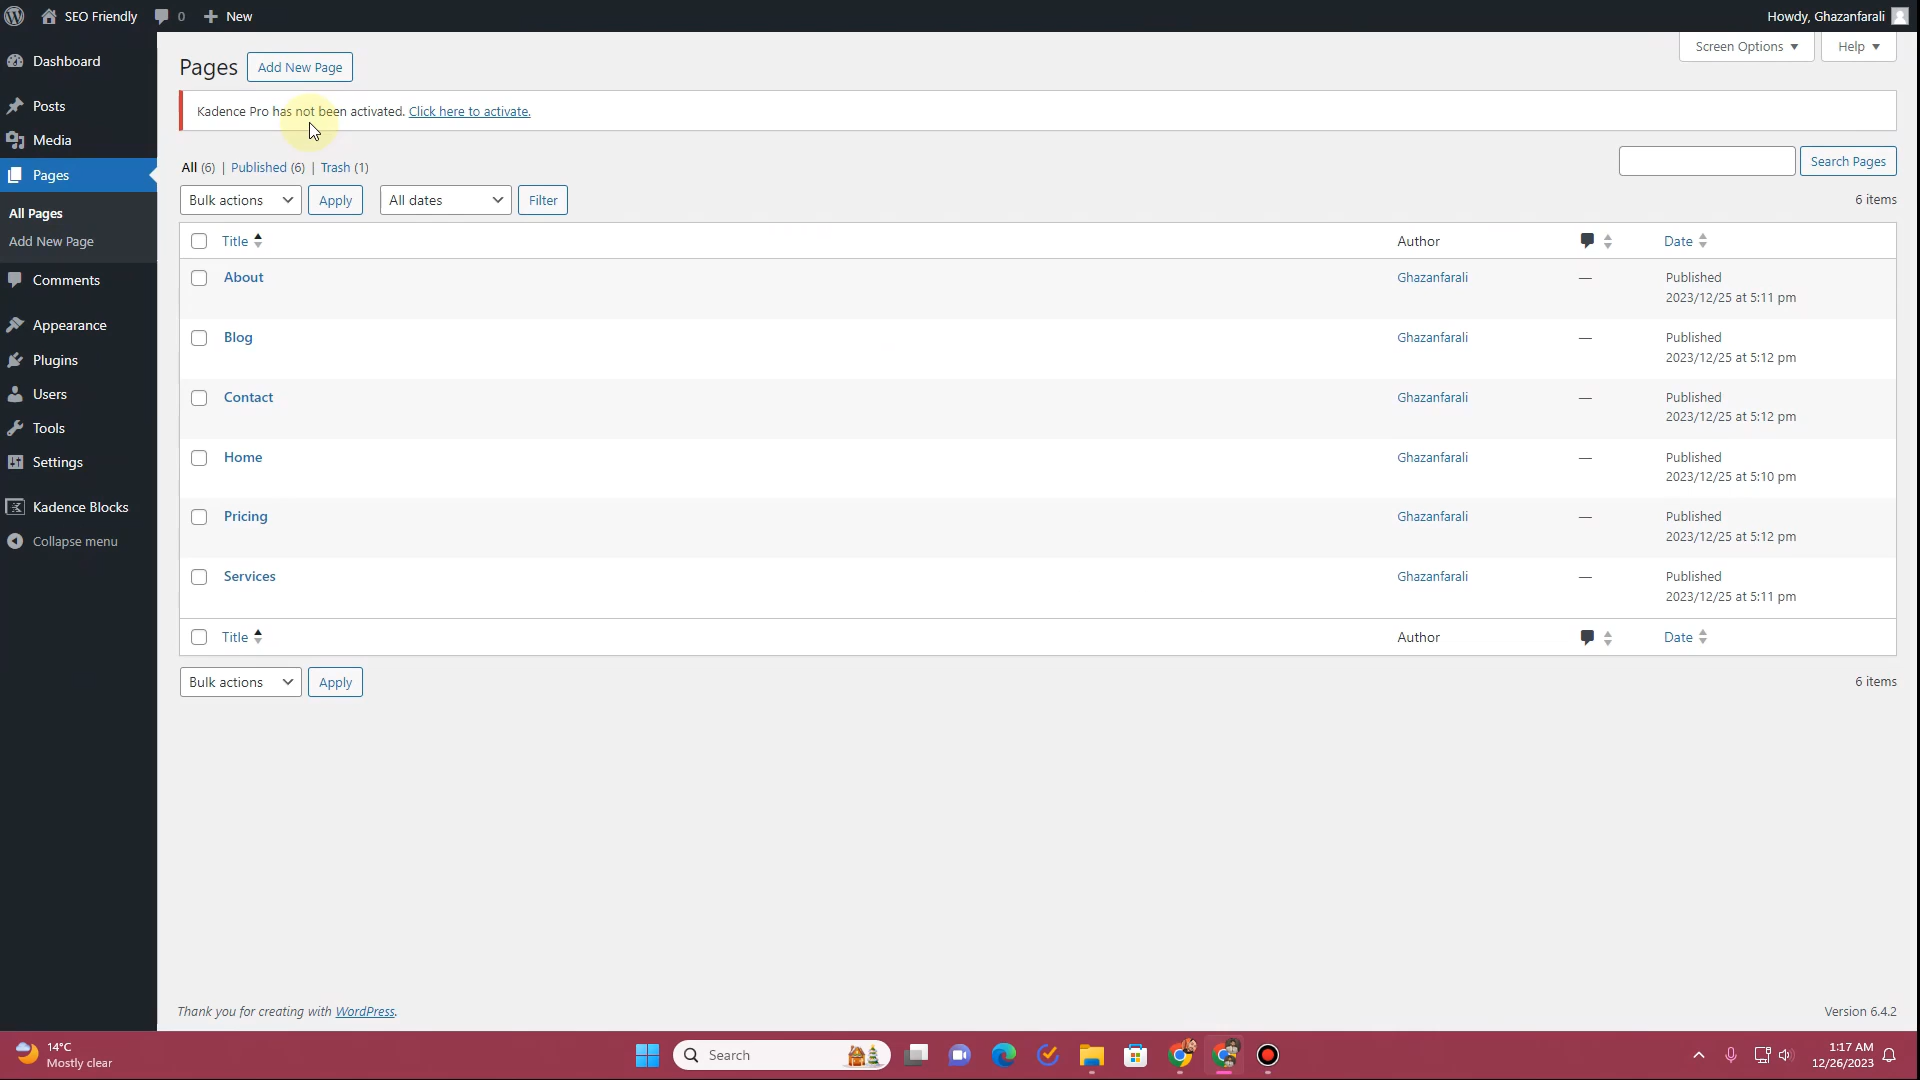 SEO Friendly 0 New Howdy, Ghazanfarali
Screen Options Help
Dashboard
Posts
Media
Pages
All Pages
Add New Page
Comments
Appearance
Plugins
Users
Tools
Settings
Kadence Blocks
Collapse menu
Pages Add New Page
Kadence Pro has not been activated. Click here to activate.
All (6) | Published (6) | Trash (1)
Search Pages
Bulk actions Apply All dates Filter 6 items
Title Author Date
About Ghazanfarali — Published
2023/12/25 at 5:11 pm
Blog Ghazanfarali — Published
2023/12/25 at 5:12 pm
Contact Ghazanfarali — Published
2023/12/25 at 5:12 pm
Home Ghazanfarali — Published
2023/12/25 at 5:10 pm
Pricing Ghazanfarali — Published
2023/12/25 at 5:12 pm
Services Ghazanfarali — Published
2023/12/25 at 5:11 pm
Title Author Date
Bulk actions Apply 6 items
Thank you for creating with WordPress. Version 6.4.2
14°C
Mostly clear
Search
1:17 AM
12/26/2023